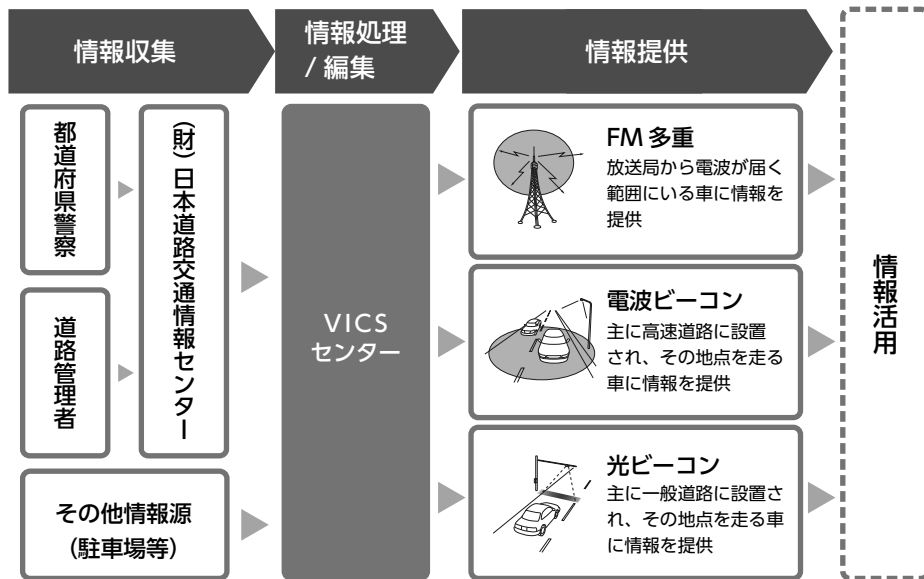 情報収集
情報処理
/ 編集
情報提供
都道府県警察
道路管理者
(財)日本道路交通情報センター
その他情報源
(駐車場等)
VICS
センター
FM 多重
放送局から電波が届く
範囲にいる車に情報を
提供
電波ビーコン
主に高速道路に設置
され、その地点を走る
車に情報を提供
光ビーコン
主に一般道路に設置さ
れ、その地点を走る車
に情報を提供
情報活用